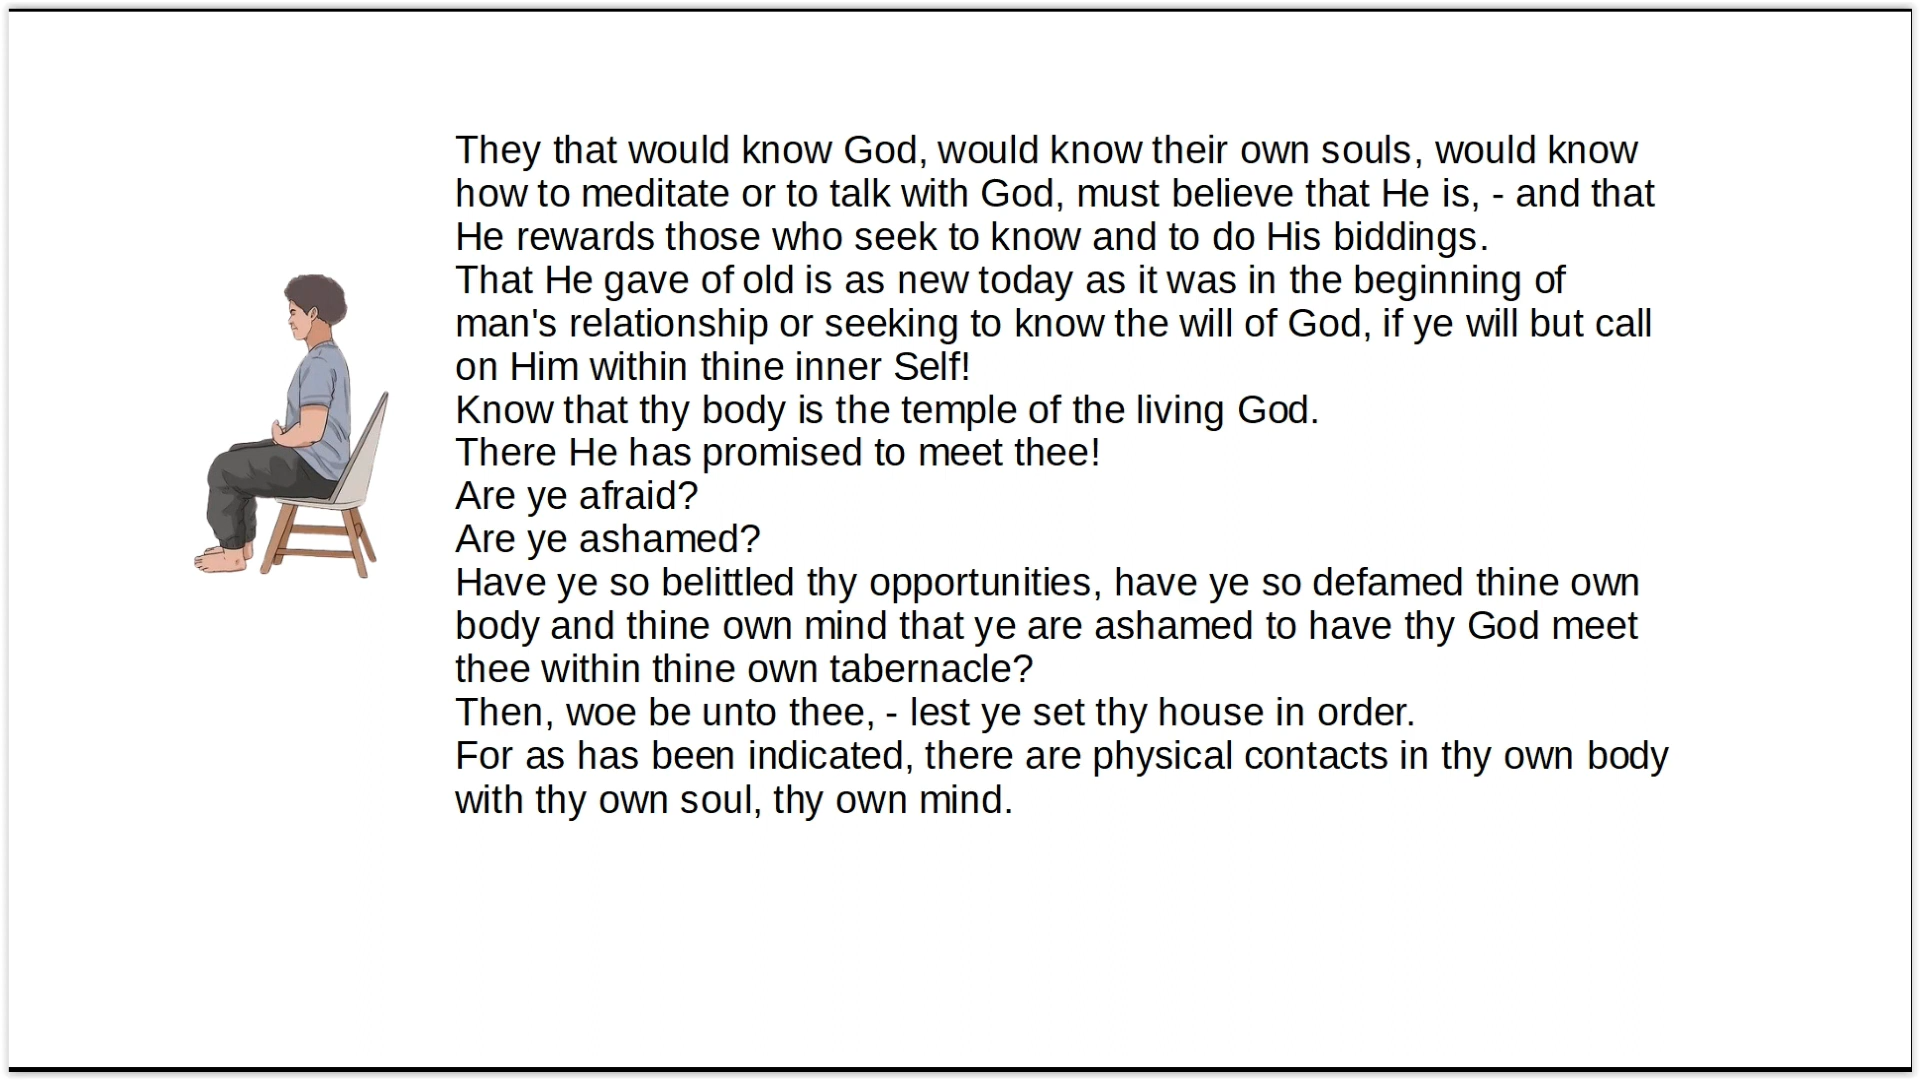 They that would know God, would know their own souls, would know
how to meditate or to talk with God, must believe that He is, - and that
He rewards those who seek to know and to do His biddings.
That He gave of old is as new today as it was in the beginning of
man's relationship or seeking to know the will of God, if ye will but call
on Him within thine inner Self!
Know that thy body is the temple of the living God.
There He has promised to meet thee!
Are ye afraid?
Are ye ashamed?
Have ye so belittled thy opportunities, have ye so defamed thine own
body and thine own mind that ye are ashamed to have thy God meet
thee within thine own tabernacle?
Then, woe be unto thee, - lest ye set thy house in order.
For as has been indicated, there are physical contacts in thy own body
with thy own soul, thy own mind.